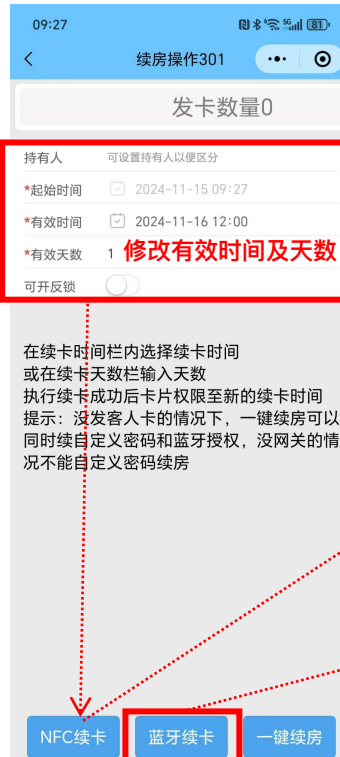 09:27
5G
81
续房操作301
发卡数量0
持有人 可设置持有人以便区分
*起始时间 2024-11-15 09:27
*有效时间 2024-11-16 12:00
*有效天数 1 修改有效时间及天数
可开反锁
在续卡时间栏内选择续卡时间
或在续卡天数栏输入天数
执行续卡成功后卡片权限至新的续卡时间
提示：没发客人卡的情况下，一键续房可以
同时续自定义密码和蓝牙授权，没网关的情
况不能自定义密码续房
NFC续卡 蓝牙续卡 一键续房